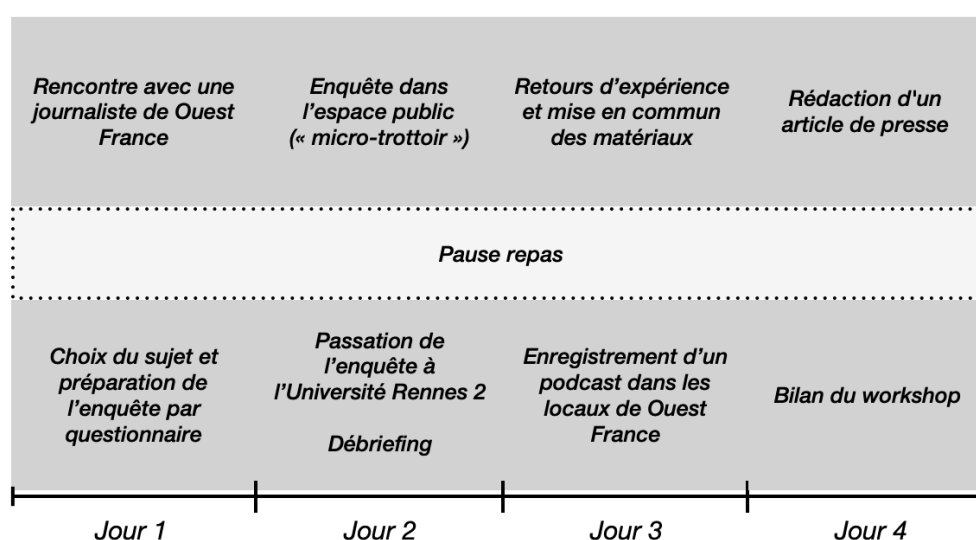 Rencontre avec une
journaliste de Ouest
France
Enquête dans
l’espace public
(« micro-trottoir »)
Retours d’expérience
et mise en commun
des matériaux
Rédaction d'un
article de presse
Pause repas
Choix du sujet et
préparation de
l’enquête par
questionnaire
Passation de
l’enquête à
l’Université Rennes 2
Débriefing
Enregistrement d’un
podcast dans les
locaux de Ouest
France
Bilan du workshop
Jour 1
Jour 2
Jour 3
Jour 4